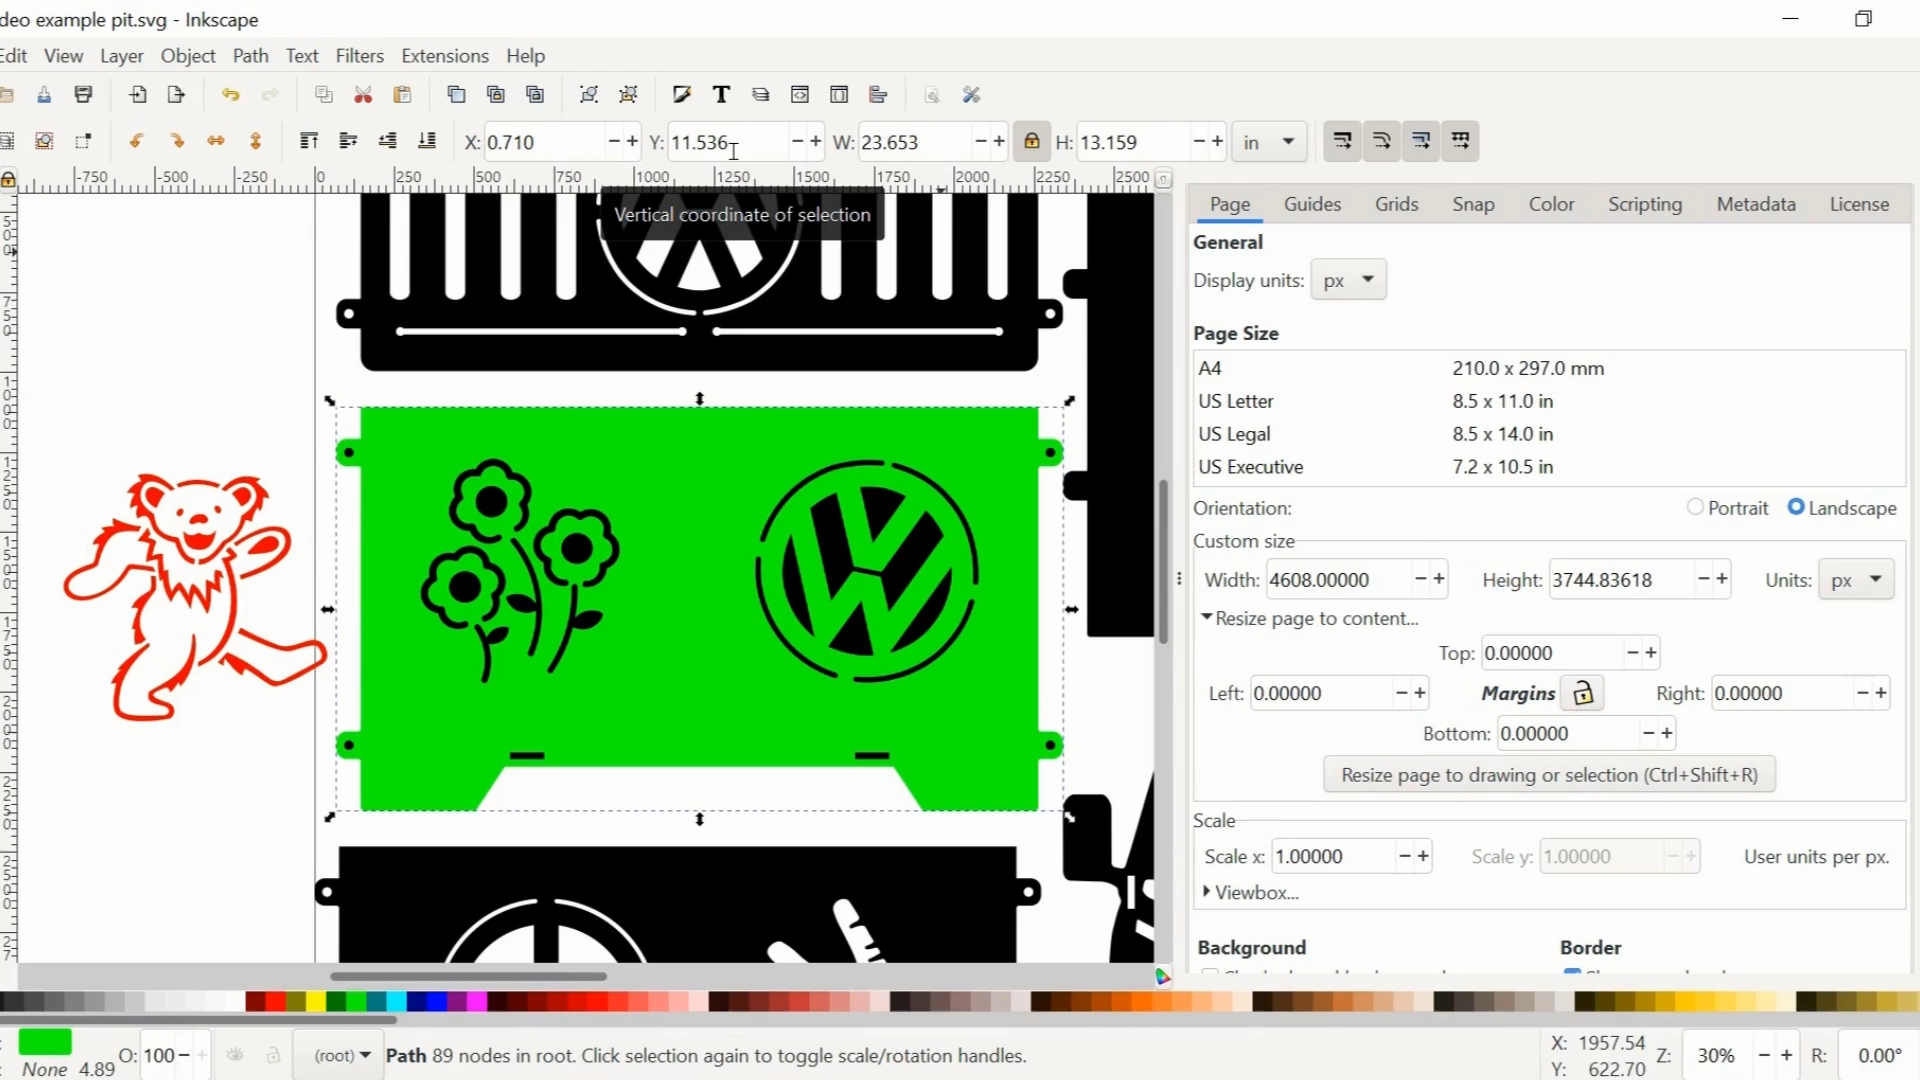 deo example pit.svg - Inkscape
Edit View Layer Object Path Text Filters Extensions Help
X: 0.710 Y: 11.536 W: 23.653 H: 13.159 in
-750 -500 -250 0 250 500 750 1000 1250 1500 1750 2000 2250 2500
Vertical coordinate of selection
Page Guides Grids Snap Color Scripting Metadata License
General
Display units: px
Page Size
A4 210.0 x 297.0 mm
US Letter 8.5 x 11.0 in
US Legal 8.5 x 14.0 in
US Executive 7.2 x 10.5 in
Orientation: Portrait Landscape
Custom size
Width: 4608.00000 Height: 3744.83618 Units: px
Resize page to content...
Top: 0.00000
Left: 0.00000 Margins Right: 0.00000
Bottom: 0.00000
Resize page to drawing or selection (Ctrl+Shift+R)
Scale
Scale x: 1.00000 Scale y: 1.00000 User units per px.
Viewbox...
Background Border
O: 100 (root) Path 89 nodes in root. Click selection again to toggle scale/rotation handles.
None 4.89
X: 1957.54
Y: 622.70
Z: 30% R: 0.00°